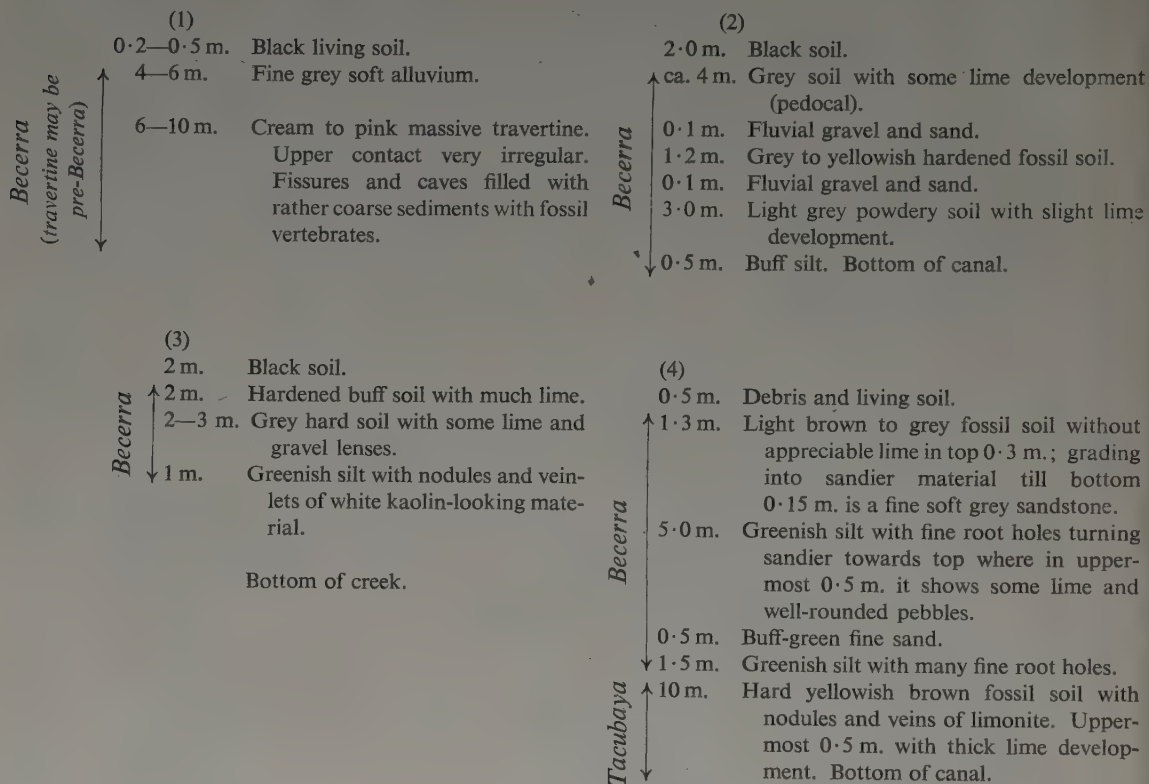 (1)
0·2—0·5 m. Black living soil.
4—6 m. Fine grey soft alluvium.
6—10 m. Cream to pink massive travertine.
Upper contact very irregular.
Fissures and caves filled with
rather coarse sediments with fossil
vertebrates.
Becerra
(travertine may be
pre-Becerra)
(2)
2·0 m. Black soil.
ca. 4 m. Grey soil with some lime development
(pedocal).
0·1 m. Fluvial gravel and sand.
1·2 m. Grey to yellowish hardened fossil soil.
0·1 m. Fluvial gravel and sand.
3·0 m. Light grey powdery soil with slight lime
development.
0·5 m. Buff silt. Bottom of canal.
Becerra
(3)
2 m. Black soil.
2 m. Hardened buff soil with much lime.
2—3 m. Grey hard soil with some lime and
gravel lenses.
1 m. Greenish silt with nodules and vein-
lets of white kaolin-looking mate-
rial.
Bottom of creek.
Becerra
(4)
0·5 m. Debris and living soil.
1·3 m. Light brown to grey fossil soil without
appreciable lime in top 0·3 m.; grading
into sandier material till bottom
0·15 m. is a fine soft grey sandstone.
5·0 m. Greenish silt with fine root holes turning
sandier towards top where in upper-
most 0·5 m. it shows some lime and
well-rounded pebbles.
0·5 m. Buff-green fine sand.
1·5 m. Greenish silt with many fine root holes.
Becerra
10 m. Hard yellowish brown fossil soil with
nodules and veins of limonite. Upper-
most 0·5 m. with thick lime develop-
ment. Bottom of canal.
Tacubaya